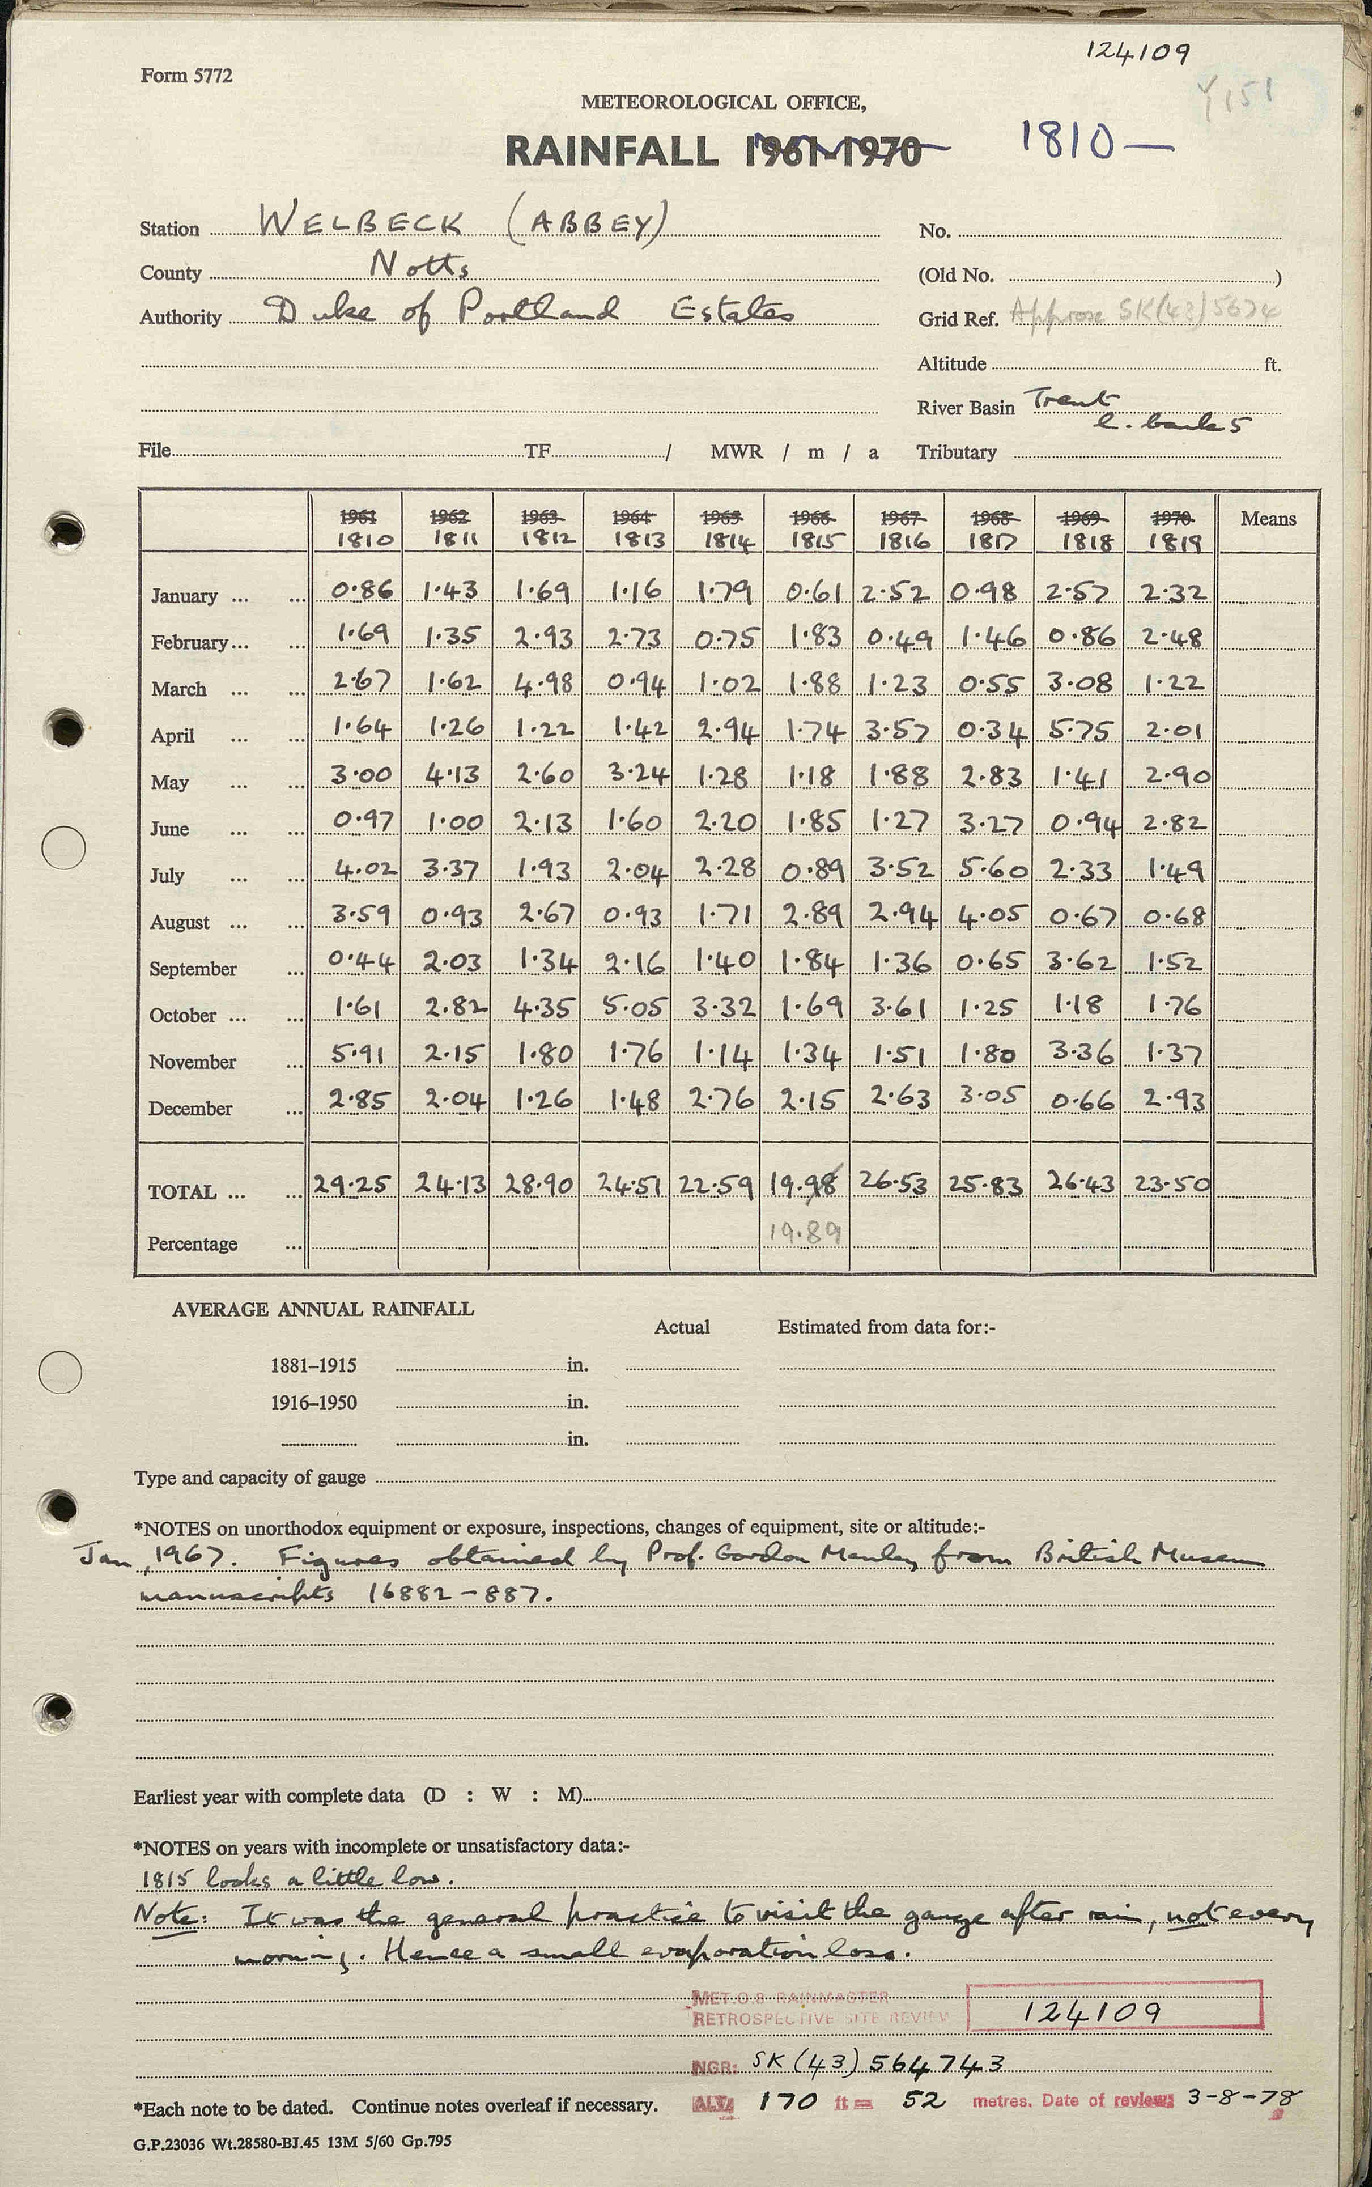 124109
Form 5772
Y151
METEOROLOGICAL OFFICE,
RAINFALL 1961-1970 1810—
Station WELBECK (ABBEY) No.
County Notts (Old No. )
Authority Duke of Portland Estates Grid Ref. Approx SK(43)5674
Altitude ft.
River Basin Trent
l. bank 5
File TF / MWR / m / a Tributary
1961 1962 1963 1964 1965 1966 1967 1968 1969 1970 Means
1810 1811 1812 1813 1814 1815 1816 1817 1818 1819
January ... ... 0.86 1.43 1.69 1.16 1.79 0.61 2.52 0.98 2.57 2.32
February ... ... 1.69 1.35 2.93 2.73 0.75 1.83 0.49 1.46 0.86 2.48
March ... ... 2.67 1.62 4.98 0.94 1.02 1.88 1.23 0.55 3.08 1.22
April ... ... 1.64 1.26 1.22 1.42 2.94 1.74 3.57 0.34 5.75 2.01
May ... ... 3.00 4.13 2.60 3.24 1.28 1.18 1.88 2.83 1.41 2.90
June ... ... 0.97 1.00 2.13 1.60 2.20 1.85 1.27 3.27 0.94 2.82
July ... ... 4.02 3.37 1.93 2.04 2.28 0.89 3.52 5.60 2.33 1.49
August ... ... 3.59 0.93 2.67 0.93 1.71 2.89 2.94 4.05 0.67 0.68
September ... 0.44 2.03 1.34 2.16 1.40 1.84 1.36 0.65 3.62 1.52
October ... ... 1.61 2.82 4.35 5.05 3.32 1.69 3.61 1.25 1.18 1.76
November ... 5.91 2.15 1.80 1.76 1.14 1.34 1.51 1.80 3.36 1.37
December ... 2.85 2.04 1.26 1.48 2.76 2.15 2.63 3.05 0.66 2.93
TOTAL ... ... 29.25 24.13 28.90 24.51 22.59 19.98 26.53 25.83 26.43 23.50
Percentage ... 19.89
AVERAGE ANNUAL RAINFALL
Actual Estimated from data for:-
1881–1915 in.
1916–1950 in.
in.
Type and capacity of gauge
*NOTES on unorthodox equipment or exposure, inspections, changes of equipment, site or altitude:-
Jan, 1967. Figures obtained by Prof. Gordon Manley from British Museum
manuscripts 16882–887.
Earliest year with complete data (D : W : M)
*NOTES on years with incomplete or unsatisfactory data:-
1815 looks a little low.
Note: It was the general practice to visit the gauge after rain, not every
morning. Hence a small evaporation loss.
MET.O.8 RAINMASTER
RETROSPECTIVE SITE REVIEW 124109
NGR: SK (43) 564743
*Each note to be dated. Continue notes overleaf if necessary. ALT: 170 ft = 52 metres. Date of review: 3-8-78
G.P.23036 Wt.28580-BJ.45 13M 5/60 Gp.795